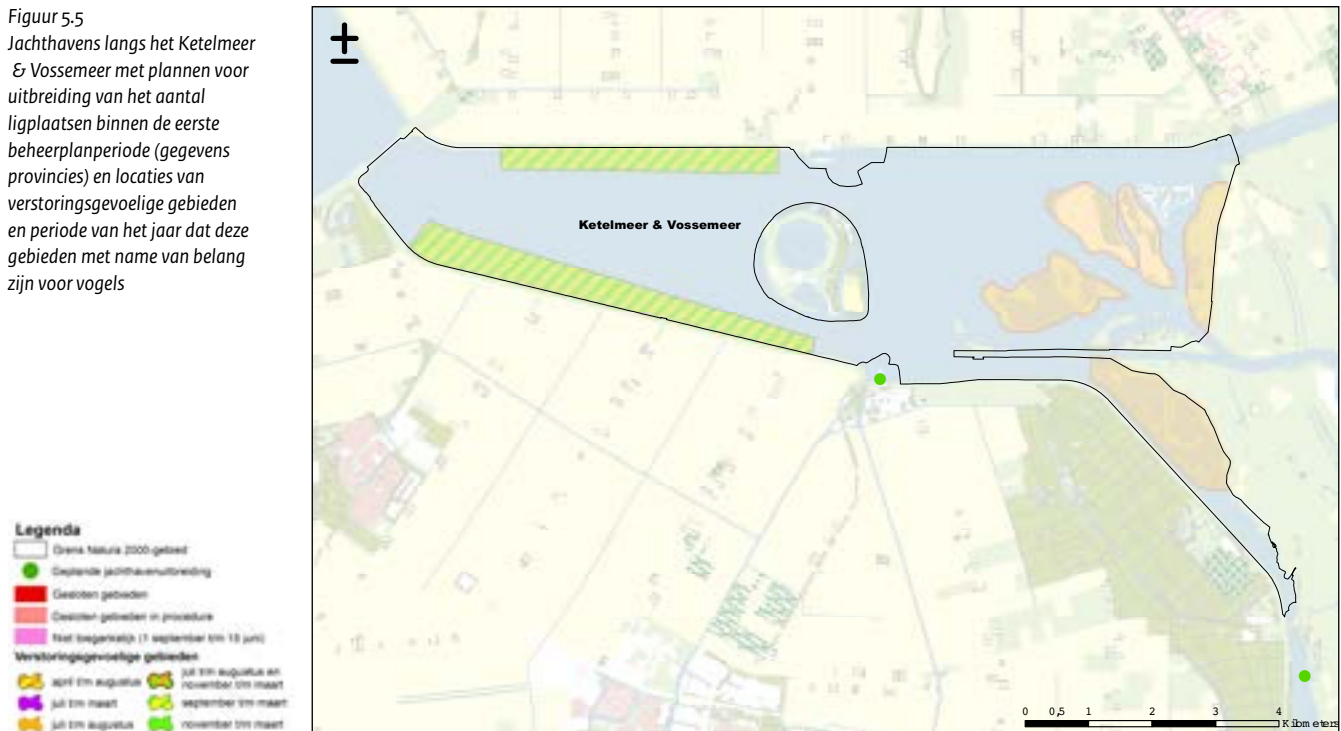 Figuur 5.5
Jachthavens langs het Ketelmeer
& Vossemeer met plannen voor
uitbreiding van het aantal
ligplaatsen binnen de eerste
beheerplanperiode (gegevens
provincies) en locaties van
verstoringsgevoelige gebieden
en periode van het jaar dat deze
gebieden met name van belang
zijn voor vogels
Ketelmeer & Vossemeer
Legenda
Grens Natura 2000-gebied
Geplande jachthavenuitbreiding
Gesloten gebieden
Gesloten gebieden in procedure
Niet toegankelijk (1 september t/m 15 juni)
Verstoringsgevoelige gebieden
april t/m augustus
juli t/m augustus en
november t/m maart
juli t/m maart
september t/m maart
juli t/m augustus
november t/m maart
0 0,5 1 2 3 4
Kilometers